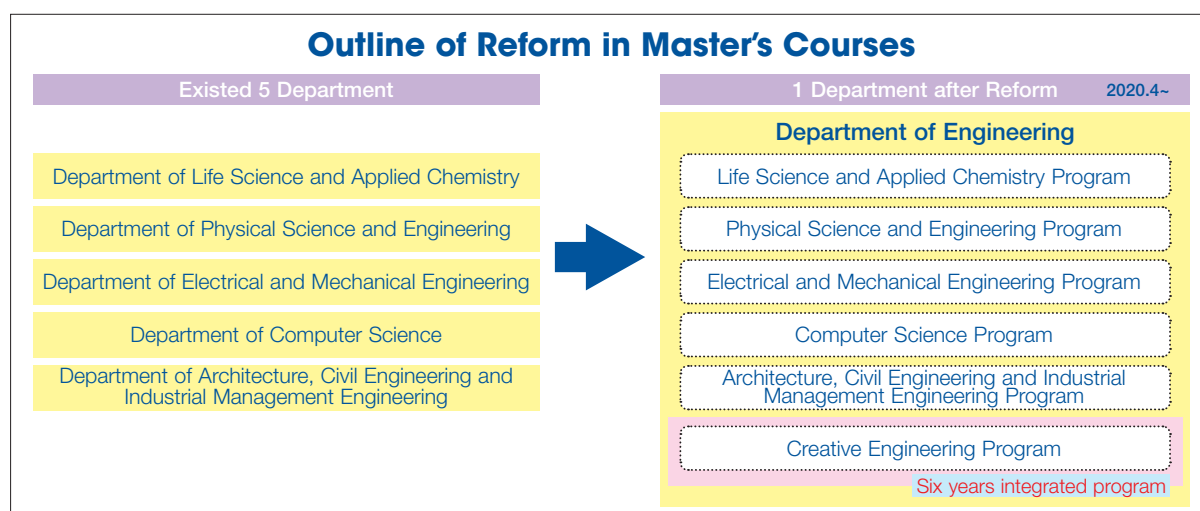 Outline of Reform in Master's Courses
Existed 5 Department
Department of Life Science and Applied Chemistry
Department of Physical Science and Engineering
Department of Electrical and Mechanical Engineering
Department of Computer Science
Department of Architecture, Civil Engineering and
Industrial Management Engineering
1 Department after Reform 2020.4~
Department of Engineering
Life Science and Applied Chemistry Program
Physical Science and Engineering Program
Electrical and Mechanical Engineering Program
Computer Science Program
Architecture, Civil Engineering and Industrial
Management Engineering Program
Creative Engineering Program
Six years integrated program